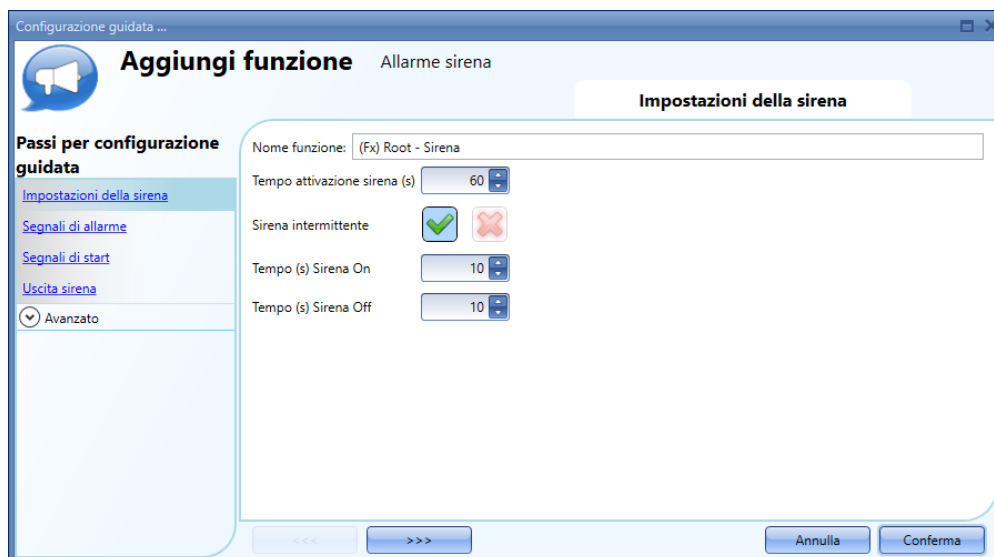 Configurazione guidata ...
Aggiungi funzione Allarme sirena
Impostazioni della sirena
Passi per configurazione
guidata
Impostazioni della sirena
Segnali di allarme
Segnali di start
Uscita sirena
Avanzato
Nome funzione: (Fx) Root - Sirena
Tempo attivazione sirena (s) 60
Sirena intermittente
Tempo (s) Sirena On 10
Tempo (s) Sirena Off 10
<<< >>> Annulla Conferma